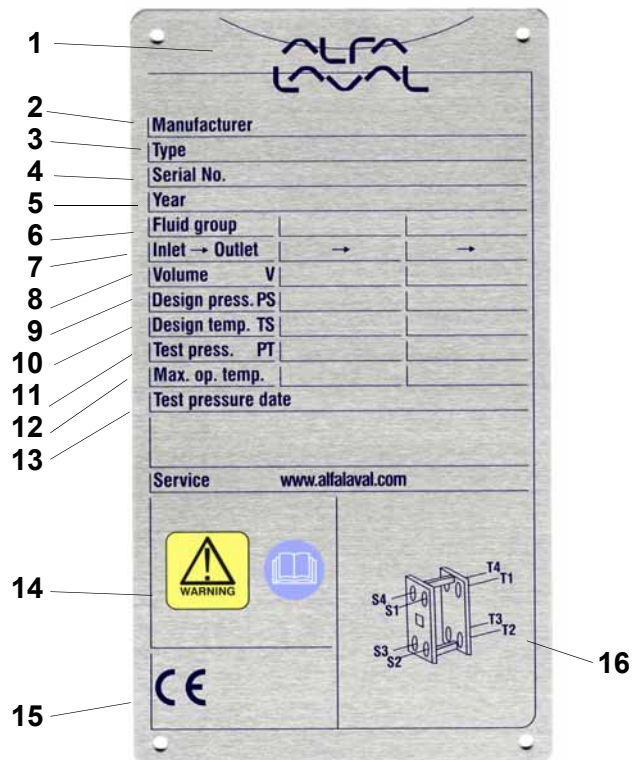 1
ALFA
LAVAL
2 Manufacturer
3 Type
4 Serial No.
5 Year
6 Fluid group
7 Inlet → Outlet → →
8 Volume V
9 Design press. PS
10 Design temp. TS
11 Test press. PT
12 Max. op. temp.
13 Test pressure date
Service www.alfalaval.com
14 WARNING
S4 T4
S1 T1
S3 T3
S2 T2
16
15 CE